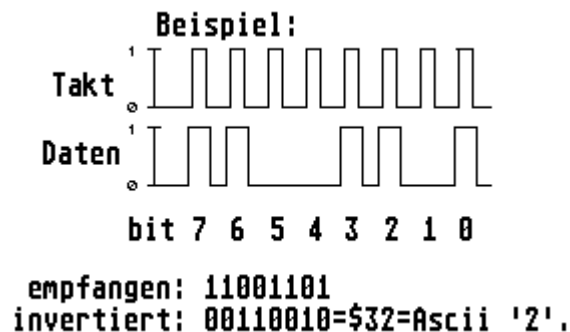 Beispiel:
1
Takt
0
1
Daten
0
bit 7 6 5 4 3 2 1 0
empfangen: 11001101
invertiert: 00110010=$32=Ascii '2'.